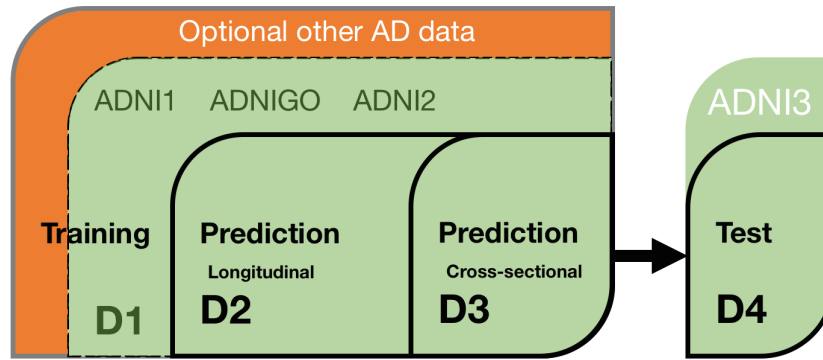 Optional other AD data
ADNI1 ADNIGO ADNI2
ADNI3
Training
Prediction
Longitudinal
Prediction
Cross-sectional
Test
D1
D2
D3
D4